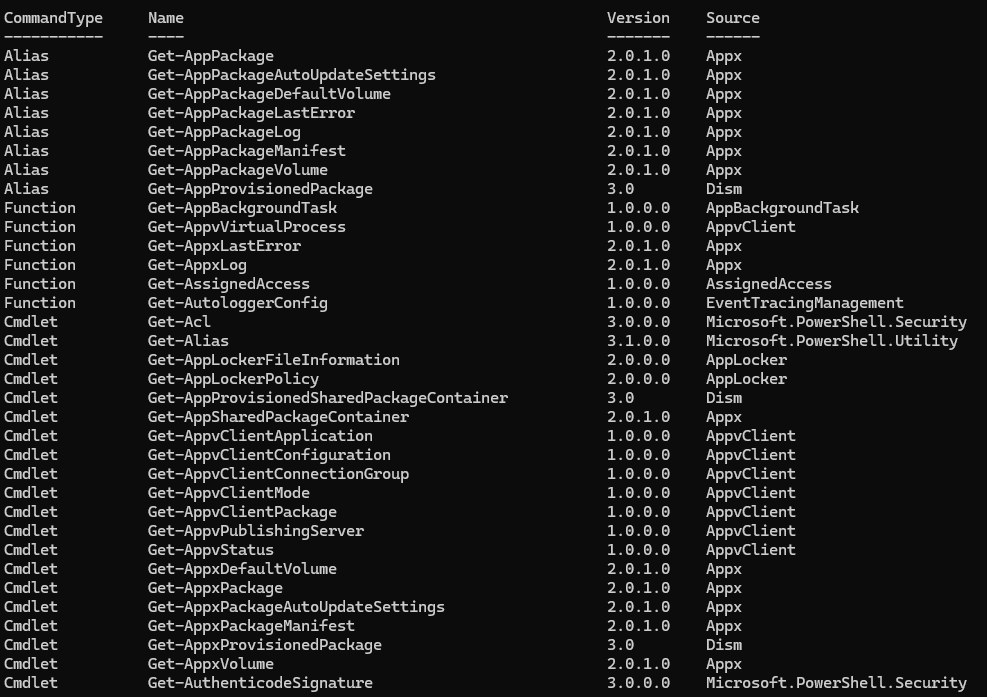 CommandType     Name                                               Version    Source
-----------     ----                                               -------    ------
Alias           Get-AppPackage                                     2.0.1.0    Appx
Alias           Get-AppPackageAutoUpdateSettings                   2.0.1.0    Appx
Alias           Get-AppPackageDefaultVolume                        2.0.1.0    Appx
Alias           Get-AppPackageLastError                            2.0.1.0    Appx
Alias           Get-AppPackageLog                                  2.0.1.0    Appx
Alias           Get-AppPackageManifest                             2.0.1.0    Appx
Alias           Get-AppPackageVolume                               2.0.1.0    Appx
Alias           Get-AppProvisionedPackage                          3.0        Dism
Function        Get-AppBackgroundTask                              1.0.0.0    AppBackgroundTask
Function        Get-AppvVirtualProcess                             1.0.0.0    AppvClient
Function        Get-AppxLastError                                  2.0.1.0    Appx
Function        Get-AppxLog                                        2.0.1.0    Appx
Function        Get-AssignedAccess                                 1.0.0.0    AssignedAccess
Function        Get-AutologgerConfig                               1.0.0.0    EventTracingManagement
Cmdlet          Get-Acl                                            3.0.0.0    Microsoft.PowerShell.Security
Cmdlet          Get-Alias                                          3.1.0.0    Microsoft.PowerShell.Utility
Cmdlet          Get-AppLockerFileInformation                       2.0.0.0    AppLocker
Cmdlet          Get-AppLockerPolicy                                2.0.0.0    AppLocker
Cmdlet          Get-AppProvisionedSharedPackageContainer           3.0        Dism
Cmdlet          Get-AppSharedPackageContainer                      2.0.1.0    Appx
Cmdlet          Get-AppvClientApplication                          1.0.0.0    AppvClient
Cmdlet          Get-AppvClientConfiguration                        1.0.0.0    AppvClient
Cmdlet          Get-AppvClientConnectionGroup                      1.0.0.0    AppvClient
Cmdlet          Get-AppvClientMode                                 1.0.0.0    AppvClient
Cmdlet          Get-AppvClientPackage                              1.0.0.0    AppvClient
Cmdlet          Get-AppvPublishingServer                           1.0.0.0    AppvClient
Cmdlet          Get-AppvStatus                                     1.0.0.0    AppvClient
Cmdlet          Get-AppxDefaultVolume                              2.0.1.0    Appx
Cmdlet          Get-AppxPackage                                    2.0.1.0    Appx
Cmdlet          Get-AppxPackageAutoUpdateSettings                  2.0.1.0    Appx
Cmdlet          Get-AppxPackageManifest                            2.0.1.0    Appx
Cmdlet          Get-AppxProvisionedPackage                         3.0        Dism
Cmdlet          Get-AppxVolume                                     2.0.1.0    Appx
Cmdlet          Get-AuthenticodeSignature                          3.0.0.0    Microsoft.PowerShell.Security